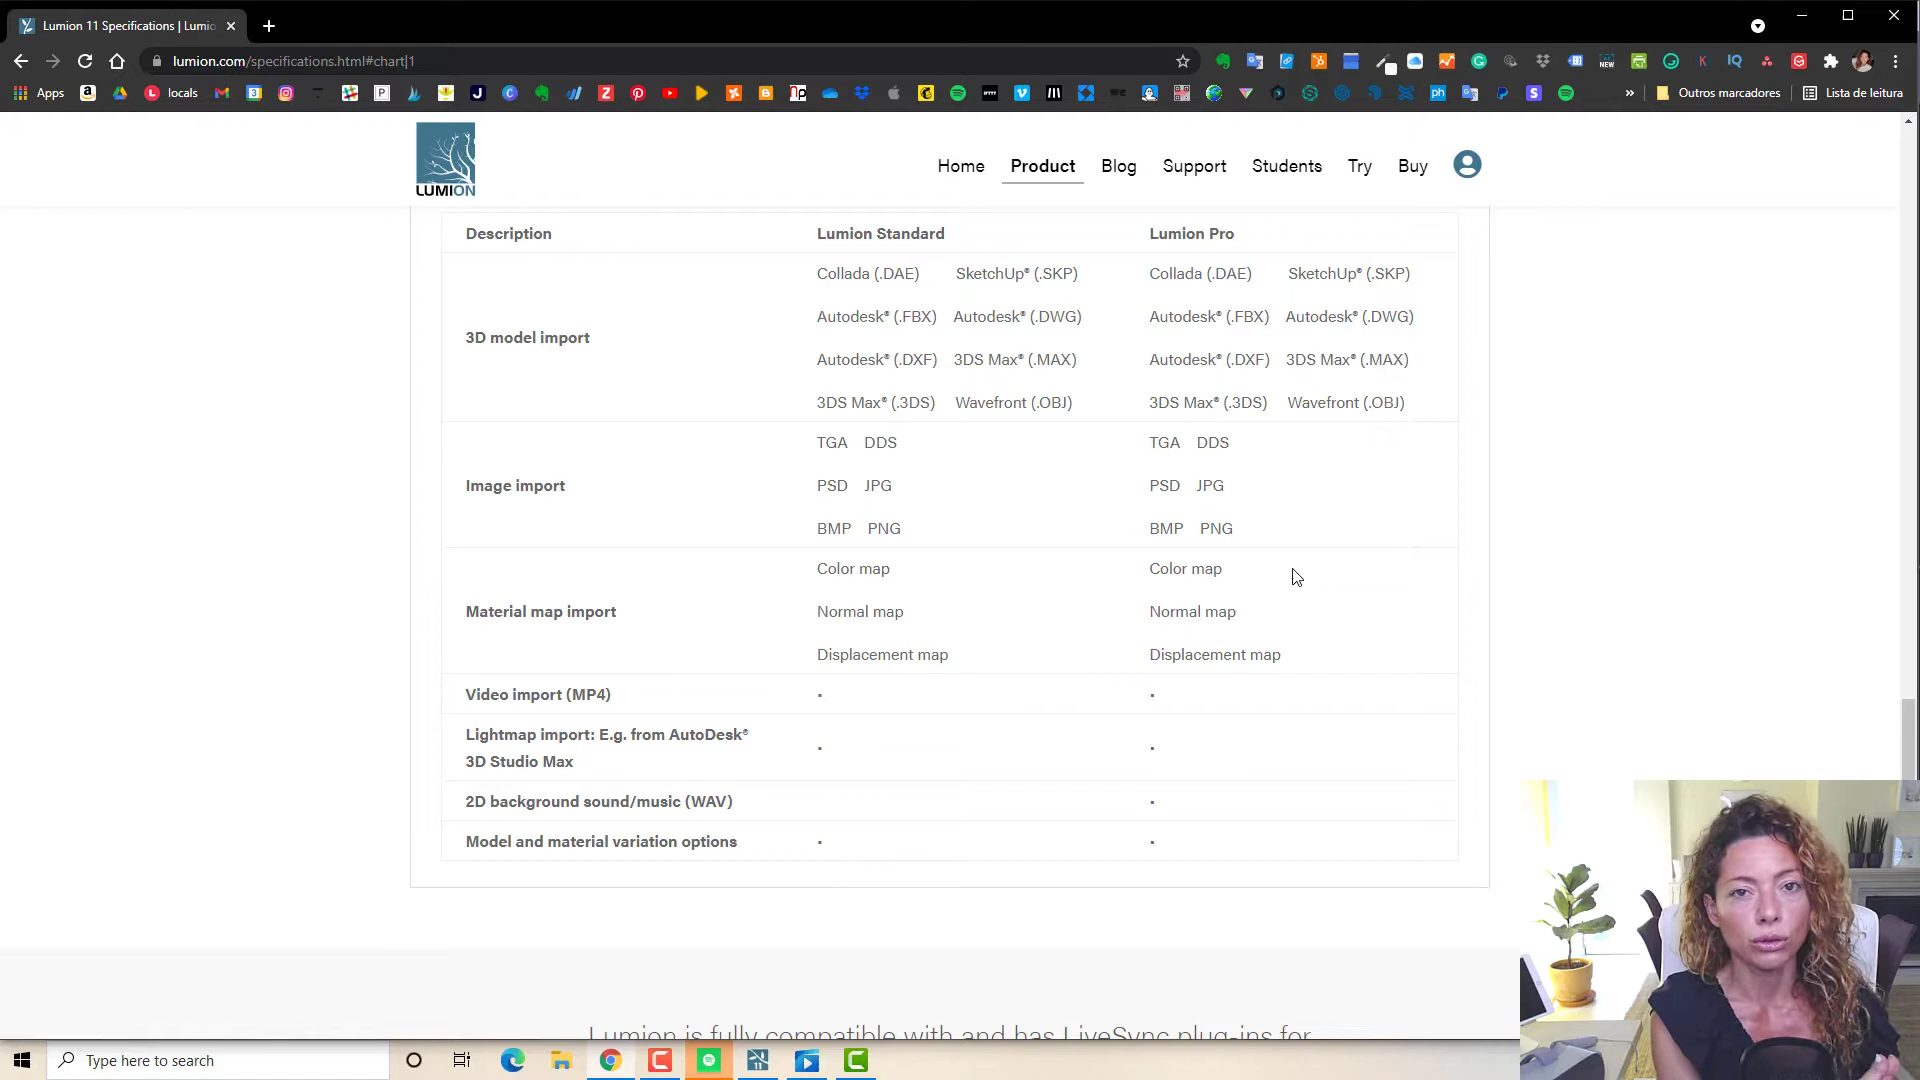 Lumion 11 Specifications | Lumio
lumion.com/specifications.html#chart|1
Apps
locals
Outros marcadores
Lista de leitura
LUMION
Home Product Blog Support Students Try Buy
Description Lumion Standard Lumion Pro
3D model import
Collada (.DAE) SketchUp® (.SKP) Collada (.DAE) SketchUp® (.SKP)
Autodesk® (.FBX) Autodesk® (.DWG) Autodesk® (.FBX) Autodesk® (.DWG)
Autodesk® (.DXF) 3DS Max® (.MAX) Autodesk® (.DXF) 3DS Max® (.MAX)
3DS Max® (.3DS) Wavefront (.OBJ) 3DS Max® (.3DS) Wavefront (.OBJ)
Image import
TGA DDS TGA DDS
PSD JPG PSD JPG
BMP PNG BMP PNG
Material map import
Color map Color map
Normal map Normal map
Displacement map Displacement map
Video import (MP4)
Lightmap import: E.g. from AutoDesk®
3D Studio Max
2D background sound/music (WAV)
Model and material variation options
Lumion is fully compatible with and has LiveSync plug-ins for
Type here to search